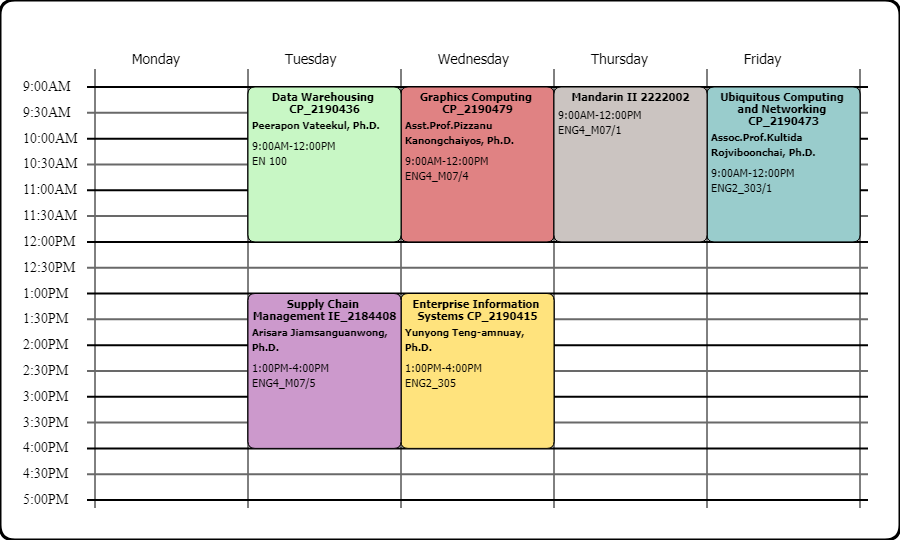 Monday
Tuesday
Wednesday
Thursday
Friday
9:00AM
9:30AM
10:00AM
10:30AM
11:00AM
11:30AM
12:00PM
12:30PM
1:00PM
1:30PM
2:00PM
2:30PM
3:00PM
3:30PM
4:00PM
4:30PM
5:00PM
Data Warehousing
CP_2190436
Peerapon Vateekul, Ph.D.
9:00AM-12:00PM
EN 100
Supply Chain
Management IE_2184408
Arisara Jiamsanguanwong,
Ph.D.
1:00PM-4:00PM
ENG4_M07/5
Graphics Computing
CP_2190479
Asst.Prof.Pizzanu
Kanongchaiyos, Ph.D.
9:00AM-12:00PM
ENG4_M07/4
Enterprise Information
Systems CP_2190415
Yunyong Teng-amnuay,
Ph.D.
1:00PM-4:00PM
ENG2_305
Mandarin II 2222002
9:00AM-12:00PM
ENG4_M07/1
Ubiquitous Computing
and Networking
CP_2190473
Assoc.Prof.Kultida
Rojviboonchai, Ph.D.
9:00AM-12:00PM
ENG2_303/1